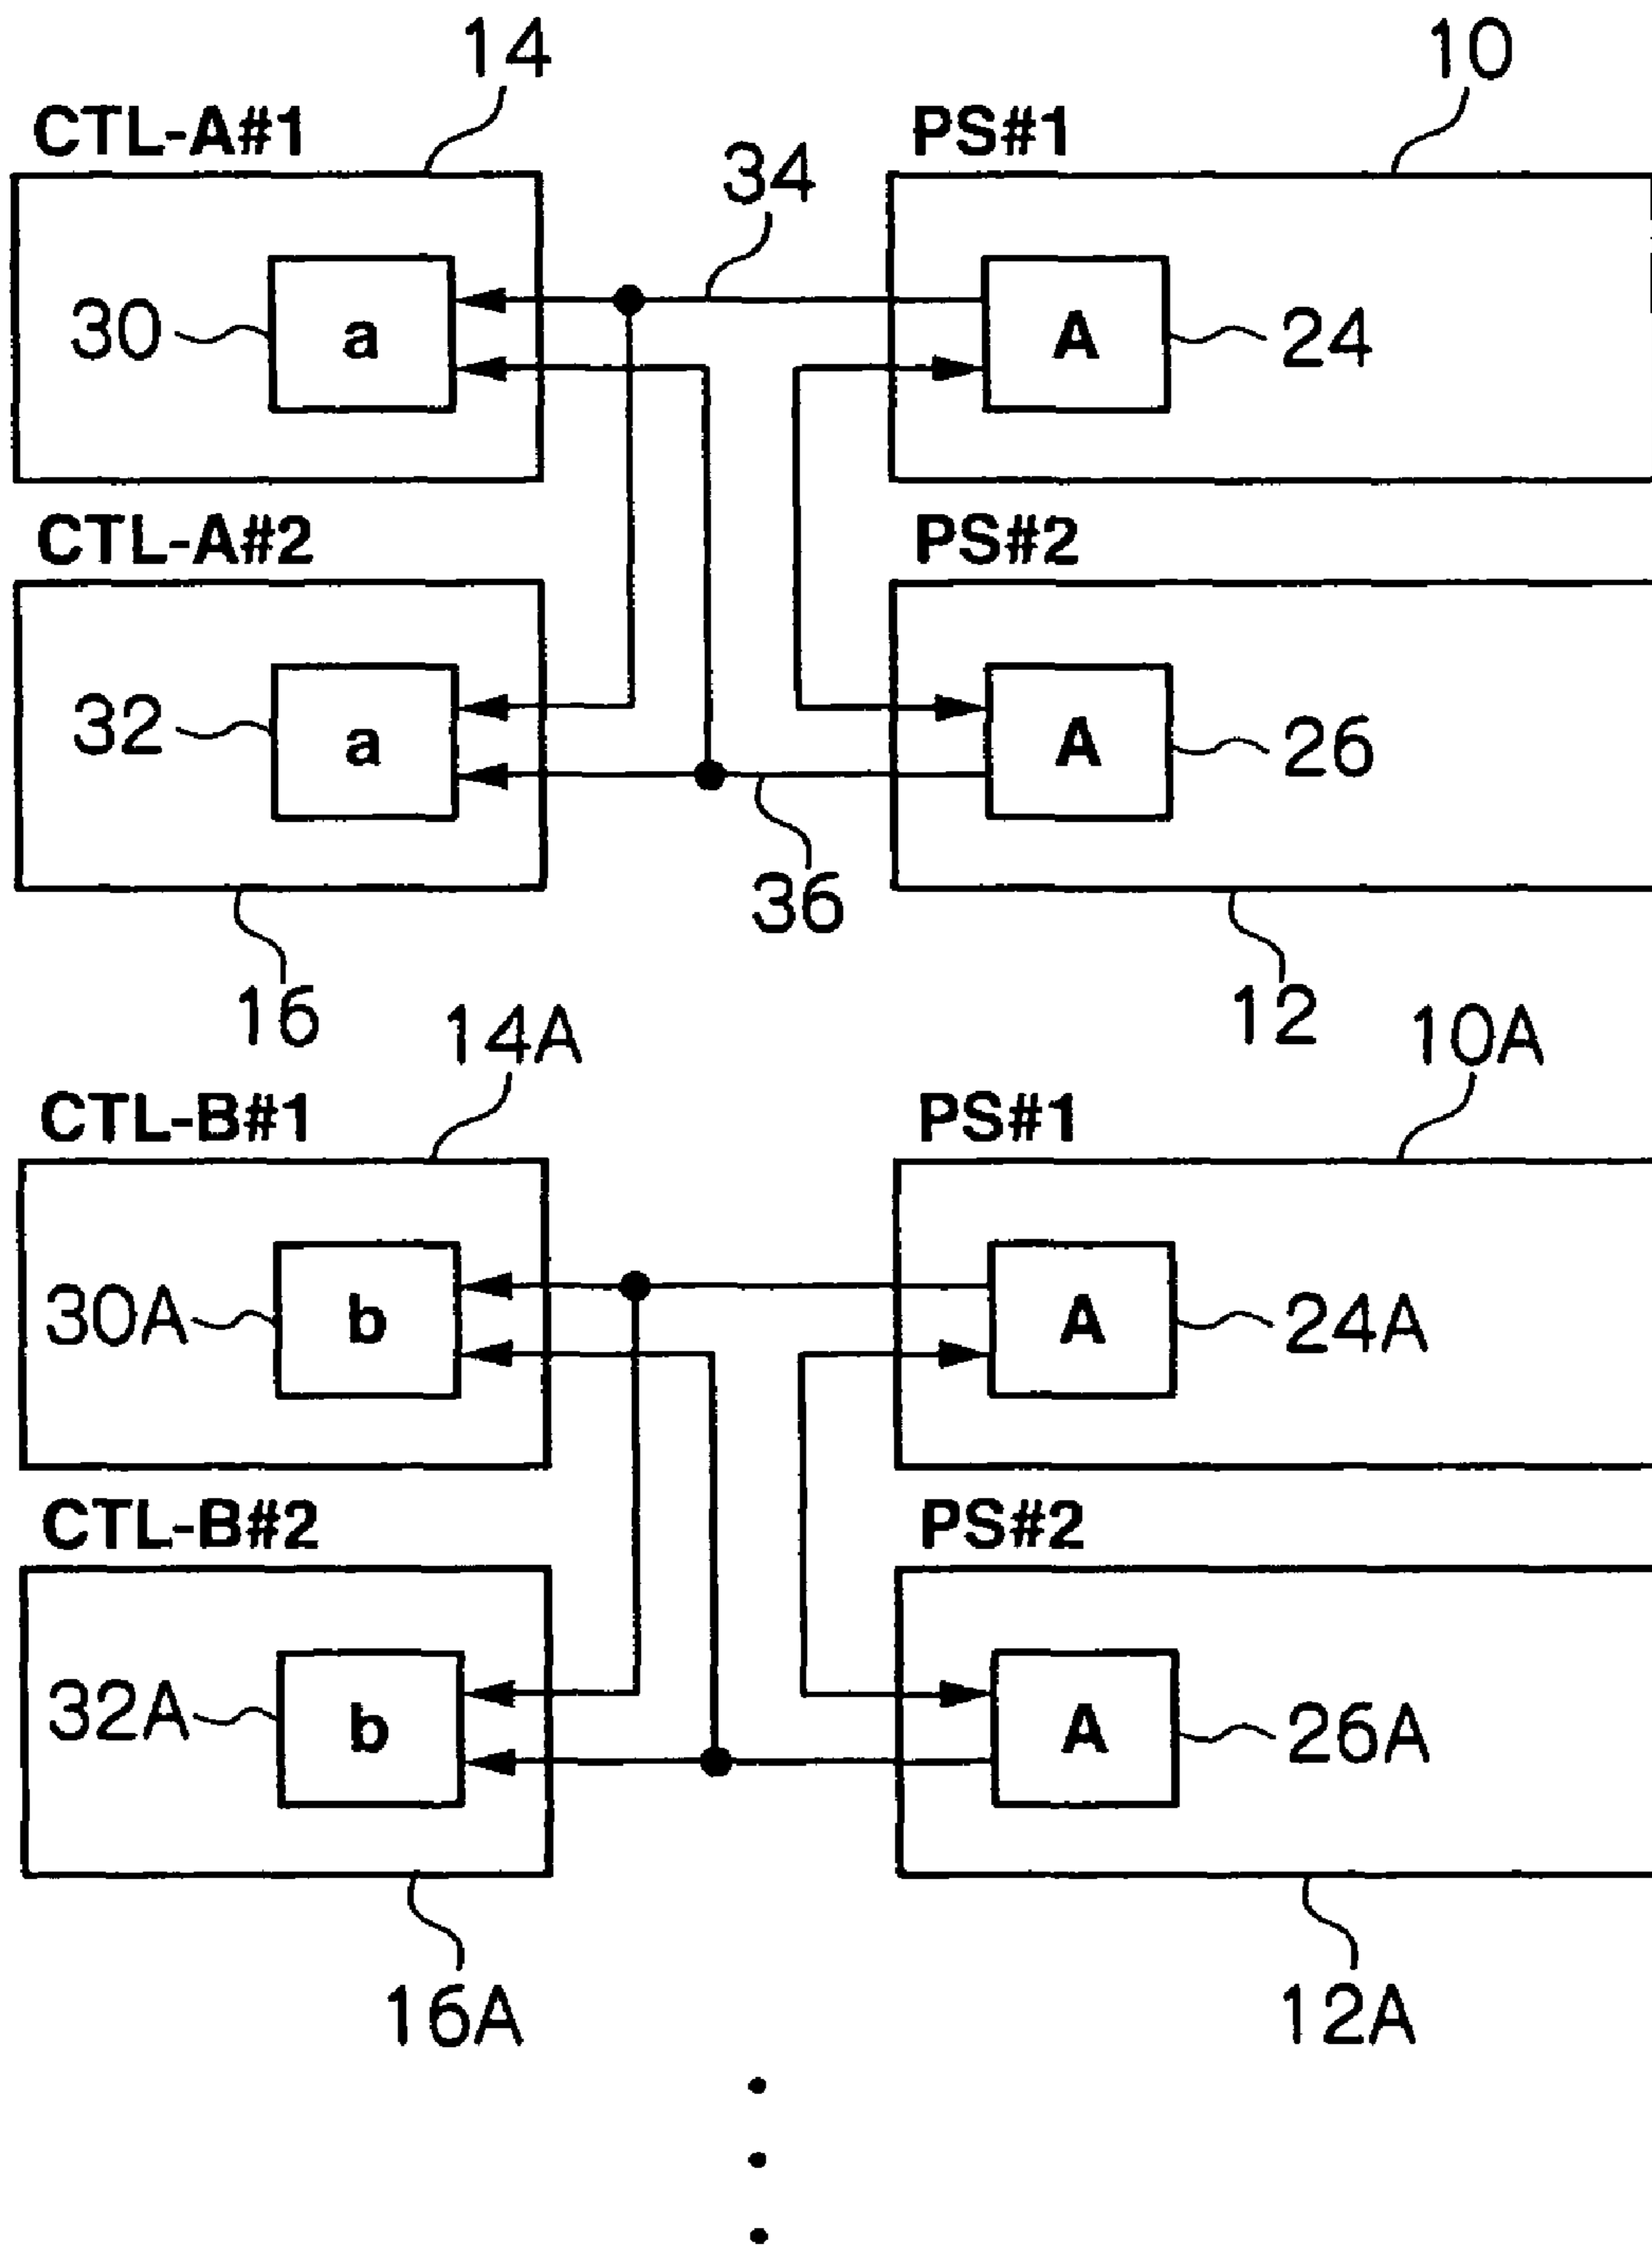 14 10
CTL-A#1 PS#1
34
30 a A 24
CTL-A#2 PS#2
32 a A 26
36
16 12
14A 10A
CTL-B#1 PS#1
30A b A 24A
CTL-B#2 PS#2
32A b A 26A
16A 12A